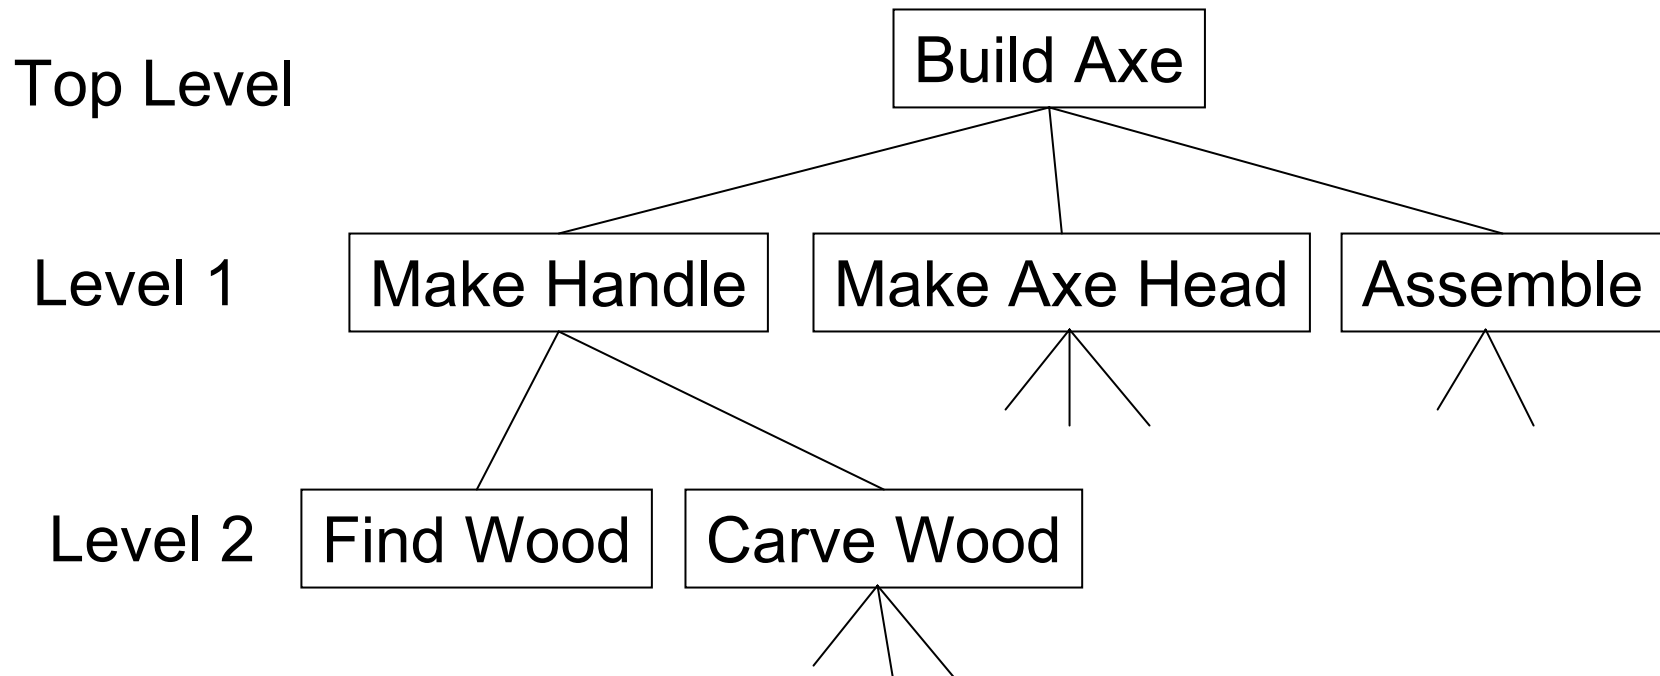 Top Level
Build Axe
Level 1
Make Handle
Make Axe Head
Assemble
Level 2
Find Wood
Carve Wood